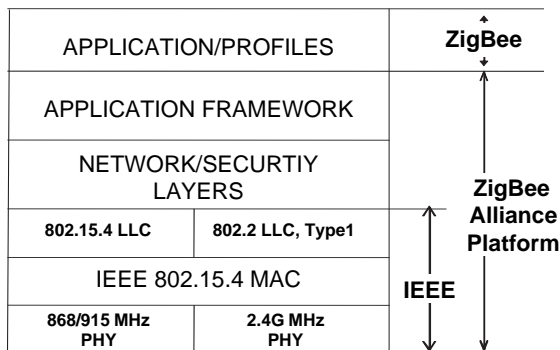 APPLICATION/PROFILES
ZigBee
APPLICATION FRAMEWORK
NETWORK/SECURTIY
LAYERS
ZigBee
Alliance
Platform
802.15.4 LLC
802.2 LLC, Type1
IEEE 802.15.4 MAC
IEEE
868/915 MHz
PHY
2.4G MHz
PHY